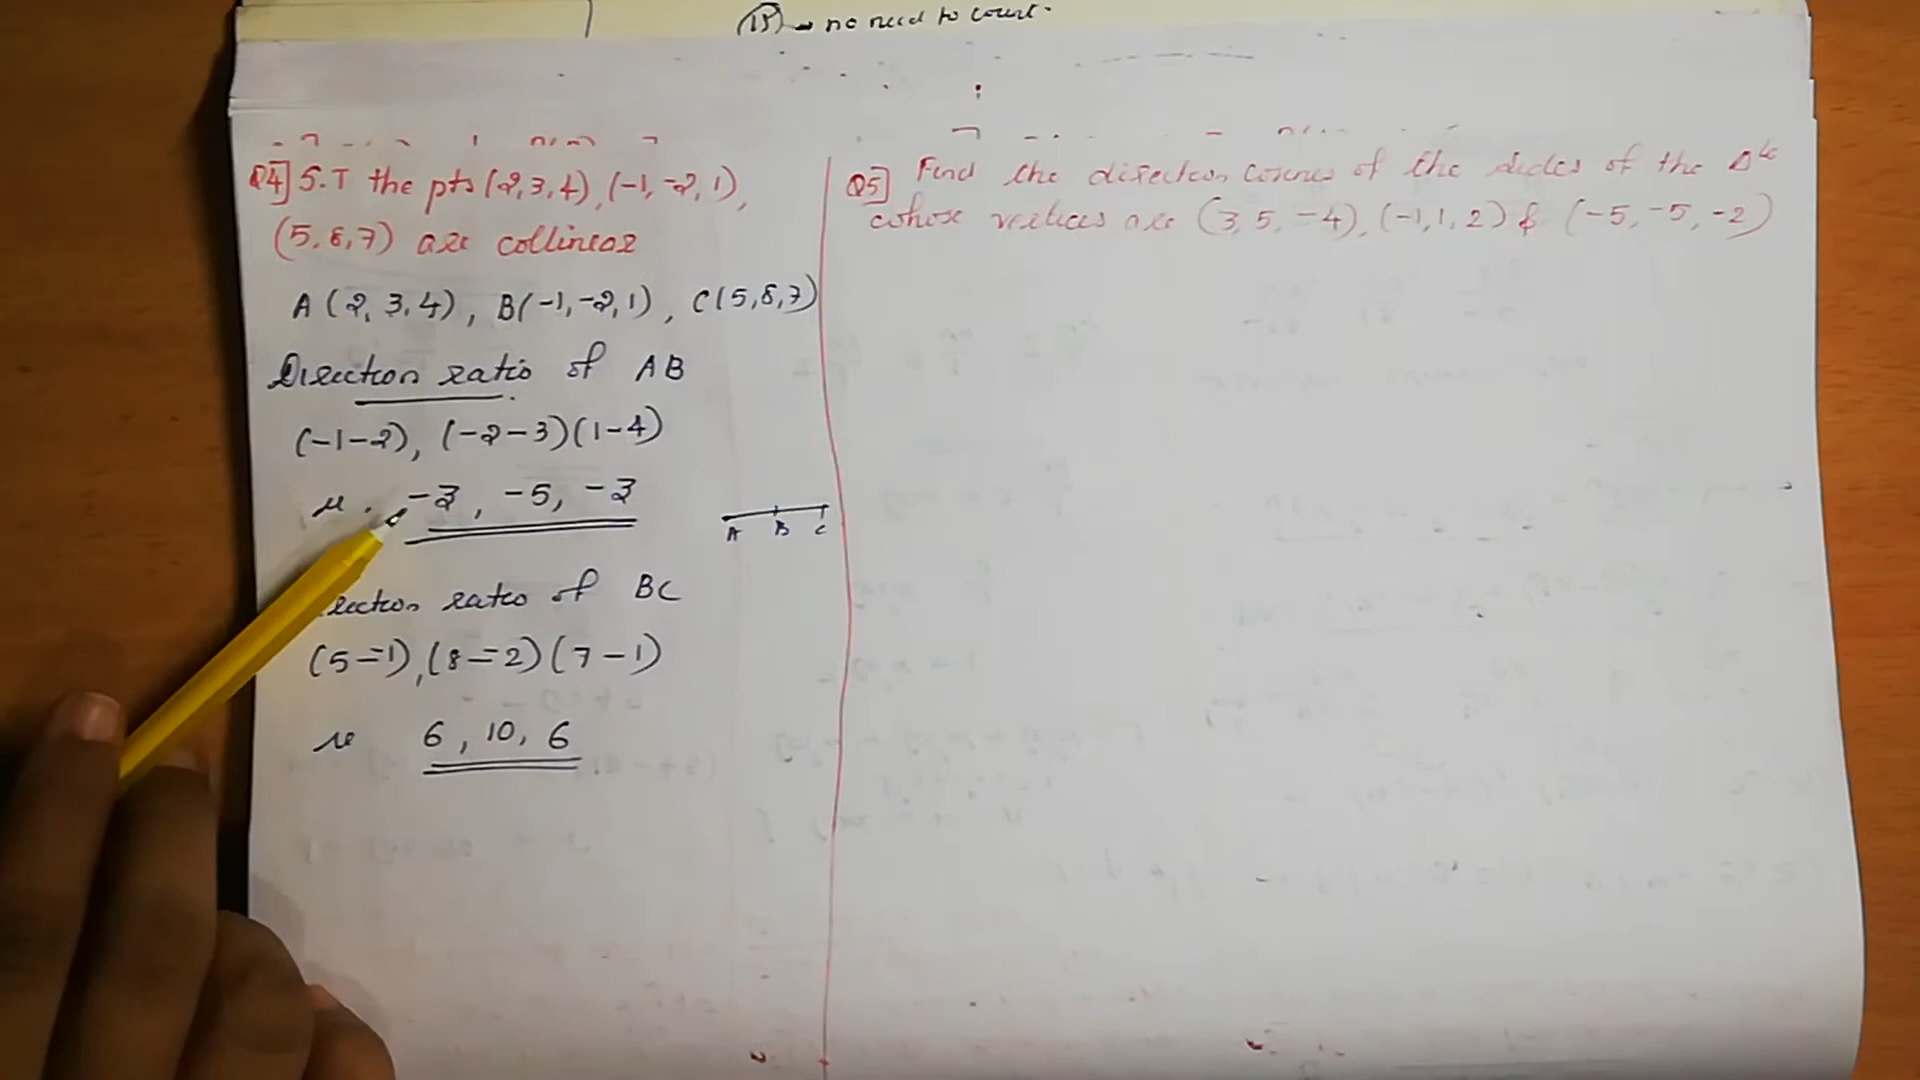 (15) → no need to count.
Q4] S.T the pts (2,3,4), (-1,-2,1),
(5,8,7) are collinear
A (2,3,4), B(-1,-2,1), C(5,8,7)
Direction ratio of AB
(-1-2), (-2-3)(1-4)
ie. -3, -5, -3
A B C
ection ratio of BC
(5--1), (8--2)(7-1)
ie 6, 10, 6
Q5] Find the direction cosines of the sides of the Δle
whose vertices are (3,5,-4), (-1,1,2) & (-5,-5,-2)